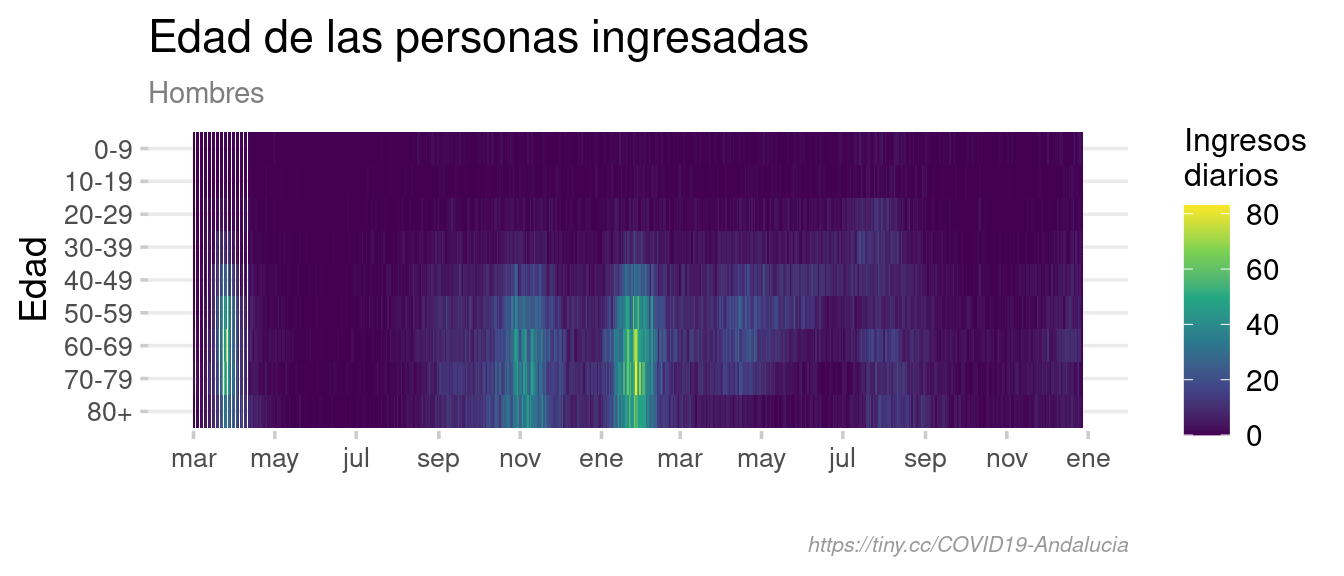 Edad de las personas ingresadas
Hombres
Edad
0-9
10-19
20-29
30-39
40-49
50-59
60-69
70-79
80+
mar may jul sep nov ene mar may jul sep nov ene
Ingresos
diarios
80
60
40
20
0
https://tiny.cc/COVID19-Andalucia